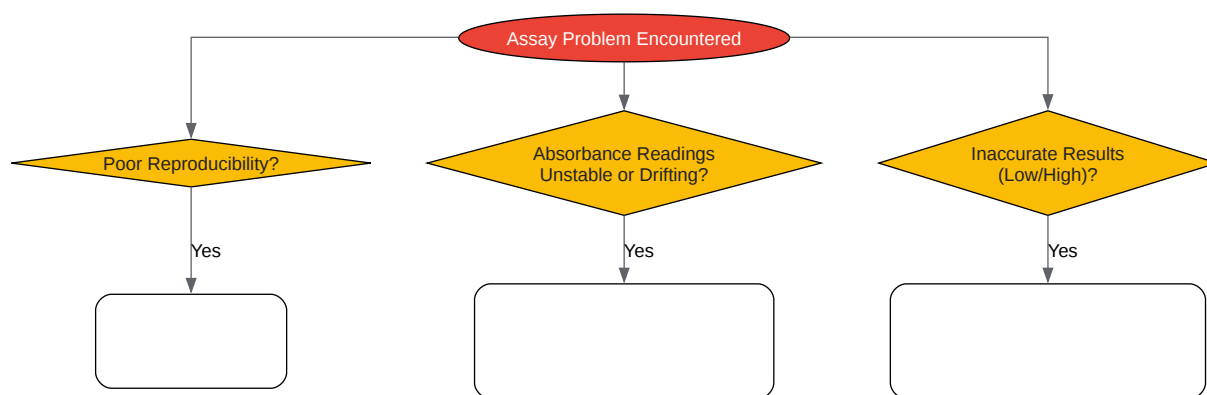 Assay Problem Encountered
Poor Reproducibility?
Absorbance Readings
Unstable or Drifting?
Inaccurate Results
(Low/High)?
Yes
Yes
Yes